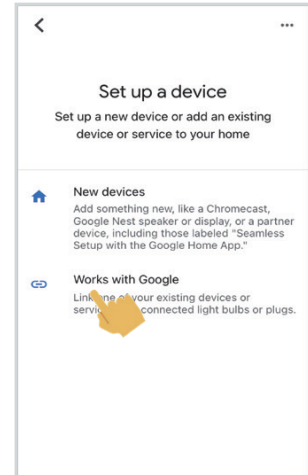 Set up a device
Set up a new device or add an existing
device or service to your home
New devices
Add something new, like a Chromecast,
Google Nest speaker or display, or a partner
device, including those labeled "Seamless
Setup with the Google Home App."
Works with Google
your existing devices or
connected light bulbs or plugs.